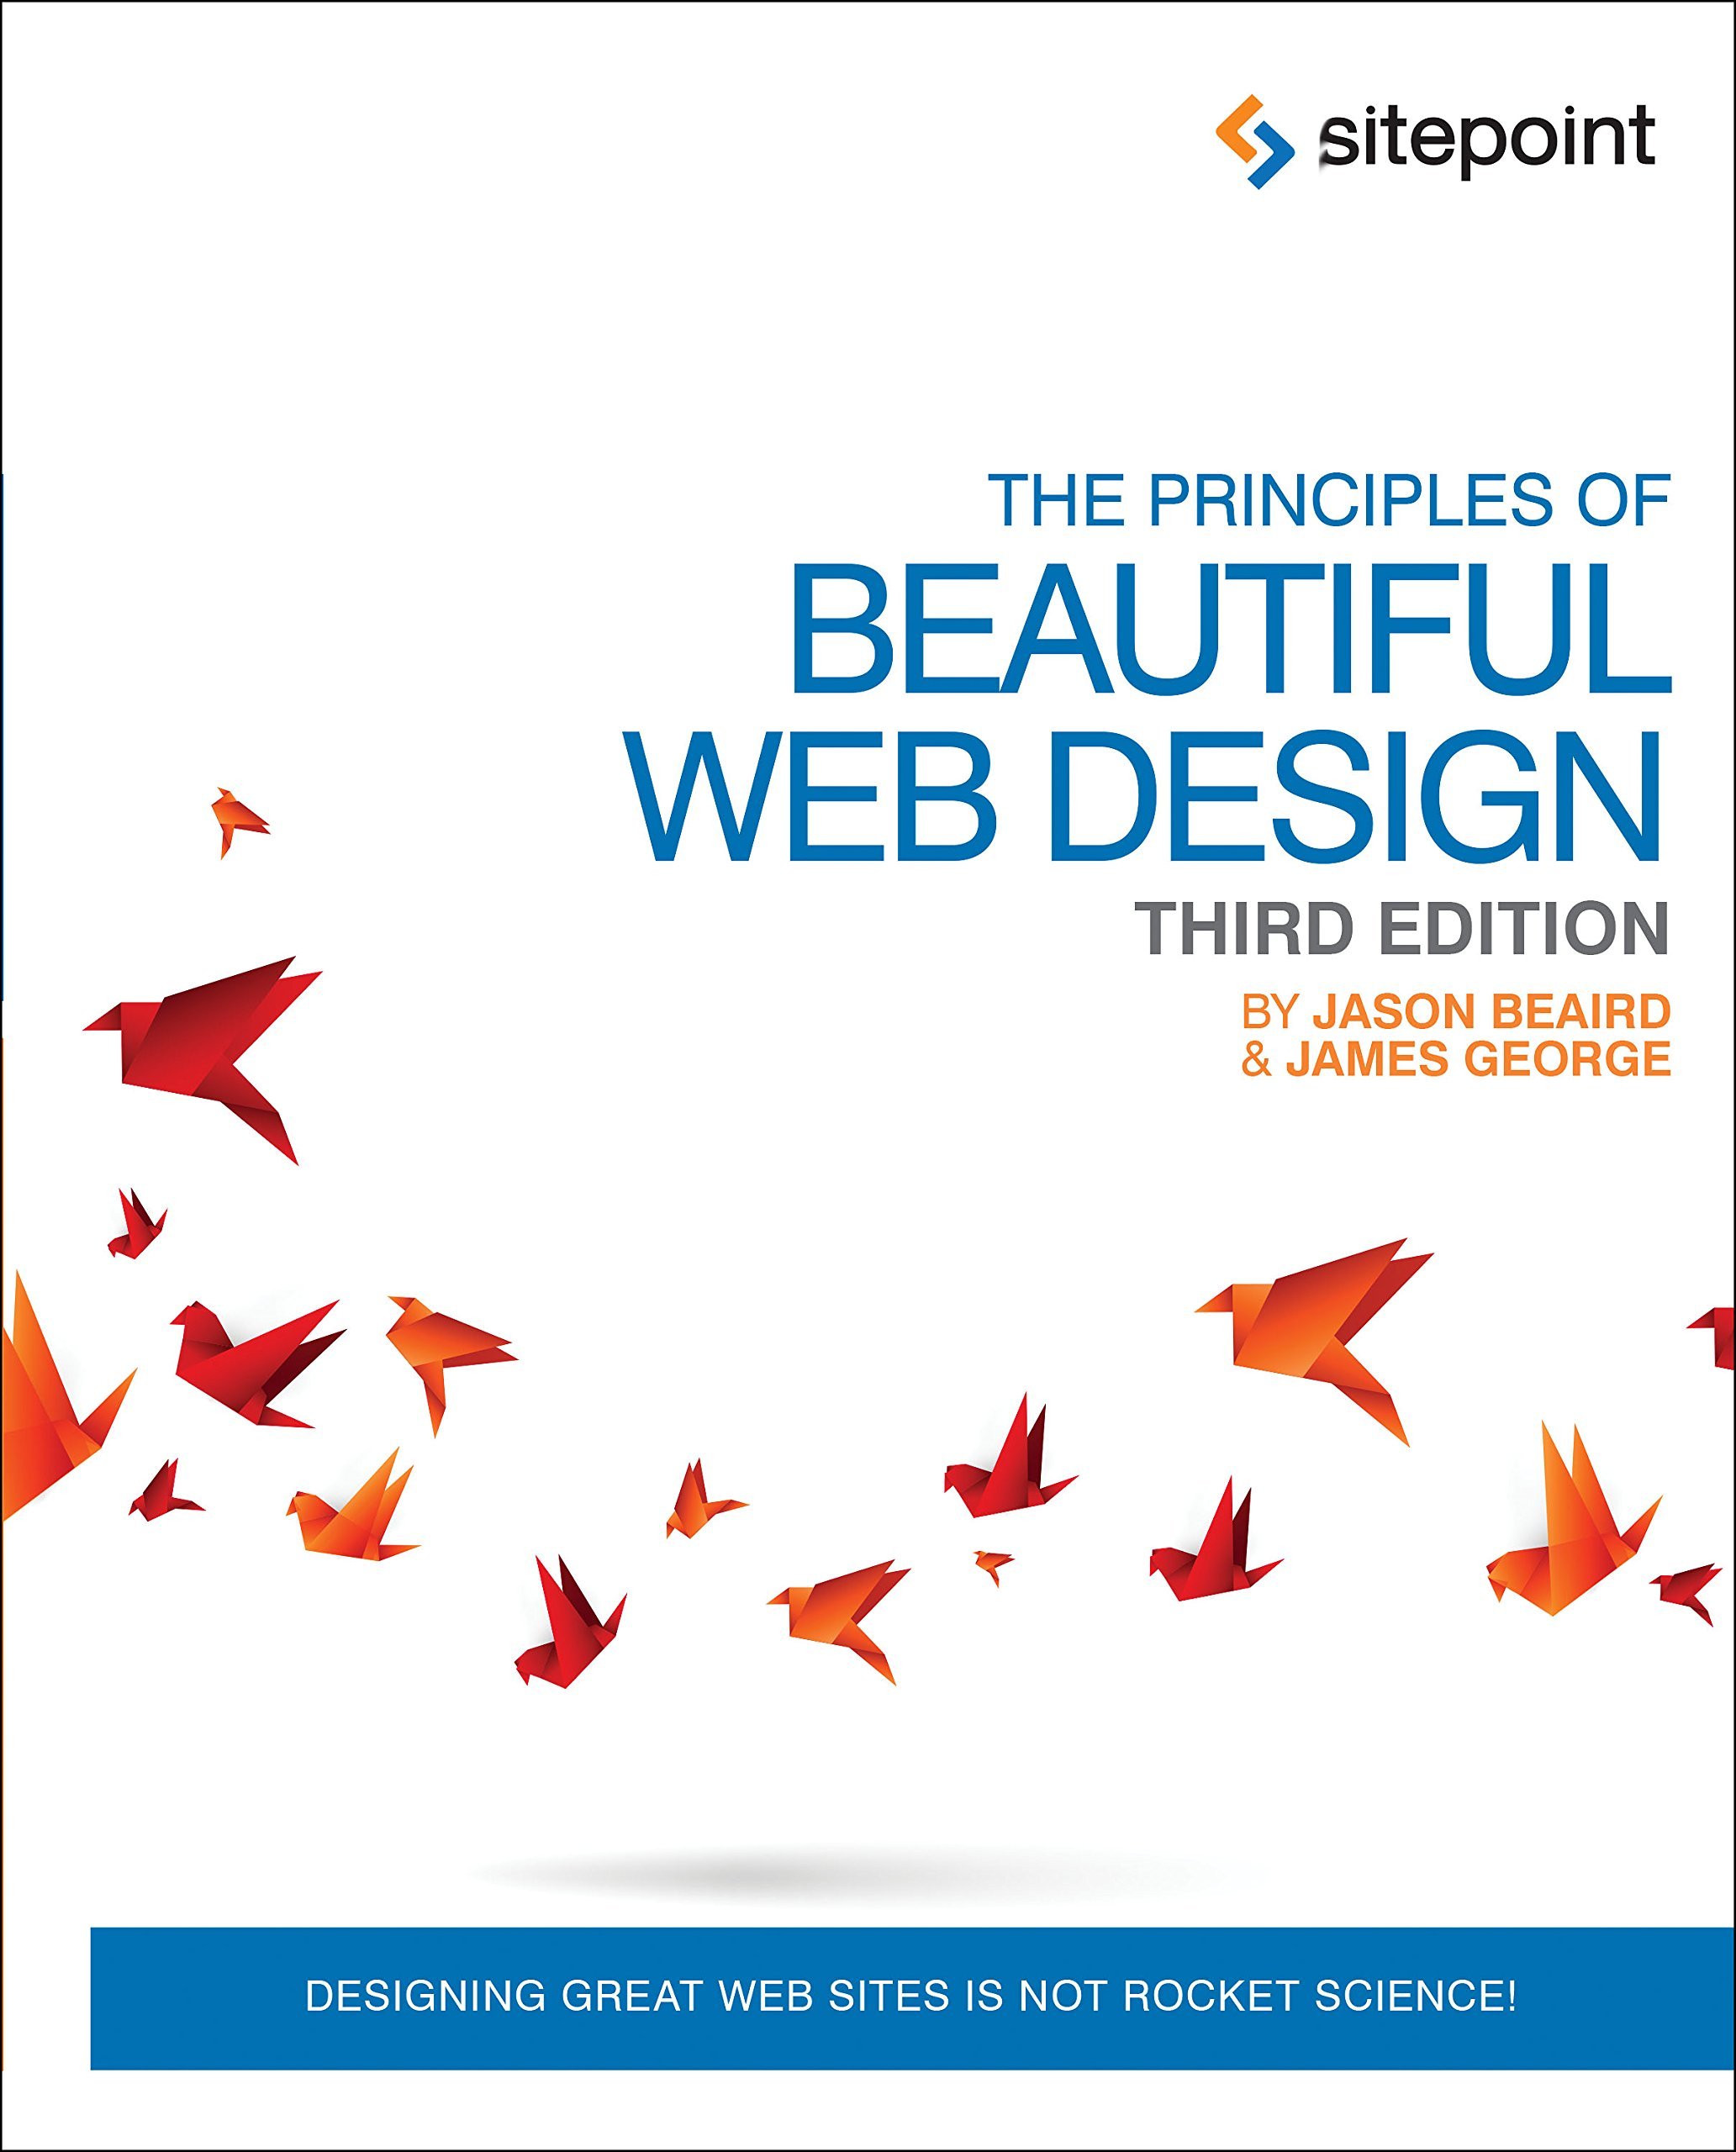 sitepoint
THE PRINCIPLES OF
BEAUTIFUL
WEB DESIGN
THIRD EDITION
BY JASON BEAIRD
& JAMES GEORGE
DESIGNING GREAT WEB SITES IS NOT ROCKET SCIENCE!